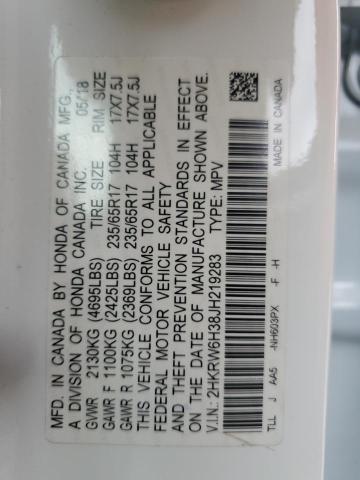 MFD. IN CANADA BY HONDA OF CANADA MFG.
A DIVISION OF HONDA CANADA INC. 05/18
GVWR 2130KG (4695LBS) TIRE SIZE RIM SIZE
GAWR F 1100KG (2425LBS) 235/65R17 104H 17X7.5J
GAWR R 1075KG (2369LBS) 235/65R17 104H 17X7.5J
THIS VEHICLE CONFORMS TO ALL APPLICABLE
FEDERAL MOTOR VEHICLE SAFETY
AND THEFT PREVENTION STANDARDS IN EFFECT
ON THE DATE OF MANUFACTURE SHOWN ABOVE.
V.I.N.: 2HKRW6H38JH219283 TYPE: MPV
TLL J AA5 -NH603PX -F -H MADE IN CANADA